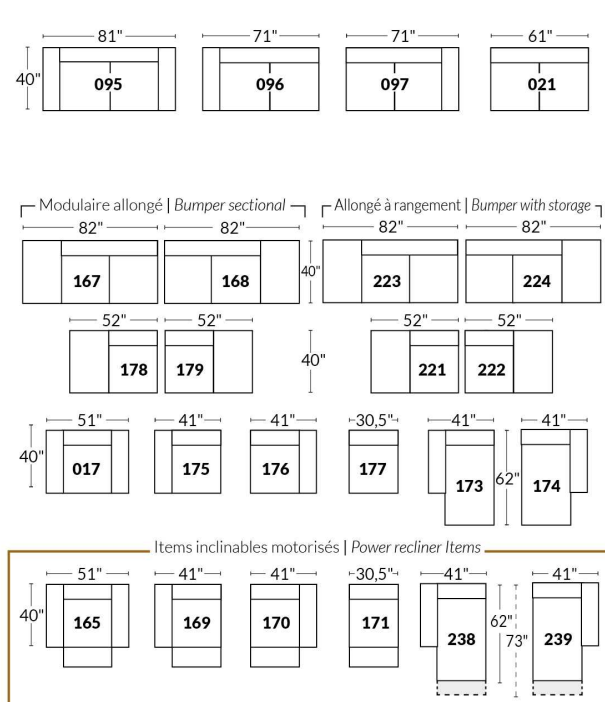 81" 71" 71" 61"
40" 095 096 097 021
Modulaire allongé | Bumper sectional Allongé à rangement | Bumper with storage
82" 82" 82" 82"
167 168 40" 223 224
52" 52" 52" 52"
178 179 40" 221 222
51" 41" 41" 30,5" 41" 41"
40" 017 175 176 177 173 62" 174
Items inclinables motorisés | Power recliner Items
51" 41" 41" 30,5" 41" 41"
40" 165 169 170 171 238 62" 73" 239